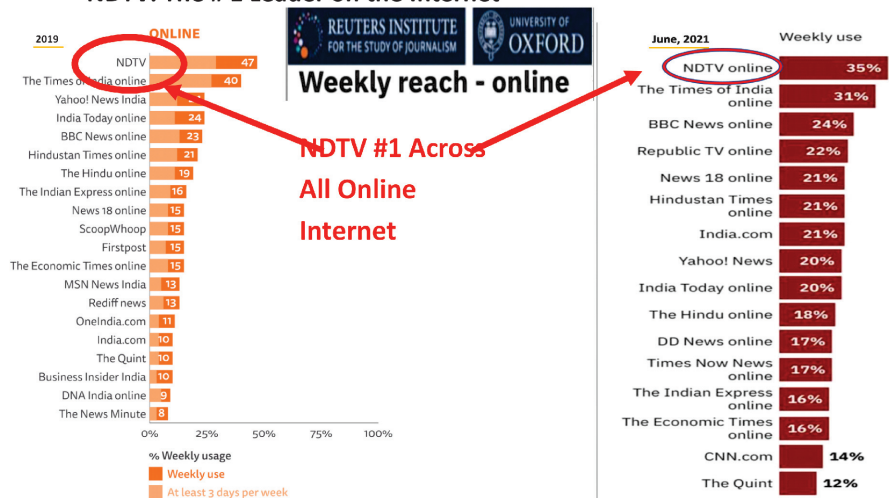 NDTV: The # 1 Leader on the Internet
2019
ONLINE
NDTV 47
The Times of India online 40
Yahoo! News India
India Today online 24
BBC News online 23
Hindustan Times online 21
The Hindu online 19
The Indian Express online 16
News 18 online 15
ScoopWhoop 15
Firstpost 15
The Economic Times online 15
MSN News India 13
Rediff news 13
OneIndia.com 11
India.com 10
The Quint 10
Business Insider India 10
DNA India online 9
The News Minute 8
0% 25% 50% 75% 100%
% Weekly usage
Weekly use
At least 3 days per week
REUTERS INSTITUTE
FOR THE STUDY OF JOURNALISM
UNIVERSITY OF
OXFORD
Weekly reach - online
NDTV #1 Across
All Online
Internet
June, 2021
Weekly use
NDTV online 35%
The Times of India
online 31%
BBC News online 24%
Republic TV online 22%
News 18 online 21%
Hindustan Times
online 21%
India.com 21%
Yahoo! News 20%
India Today online 20%
The Hindu online 18%
DD News online 17%
Times Now News
online 17%
The Indian Express
online 16%
The Economic Times
online 16%
CNN.com 14%
The Quint 12%